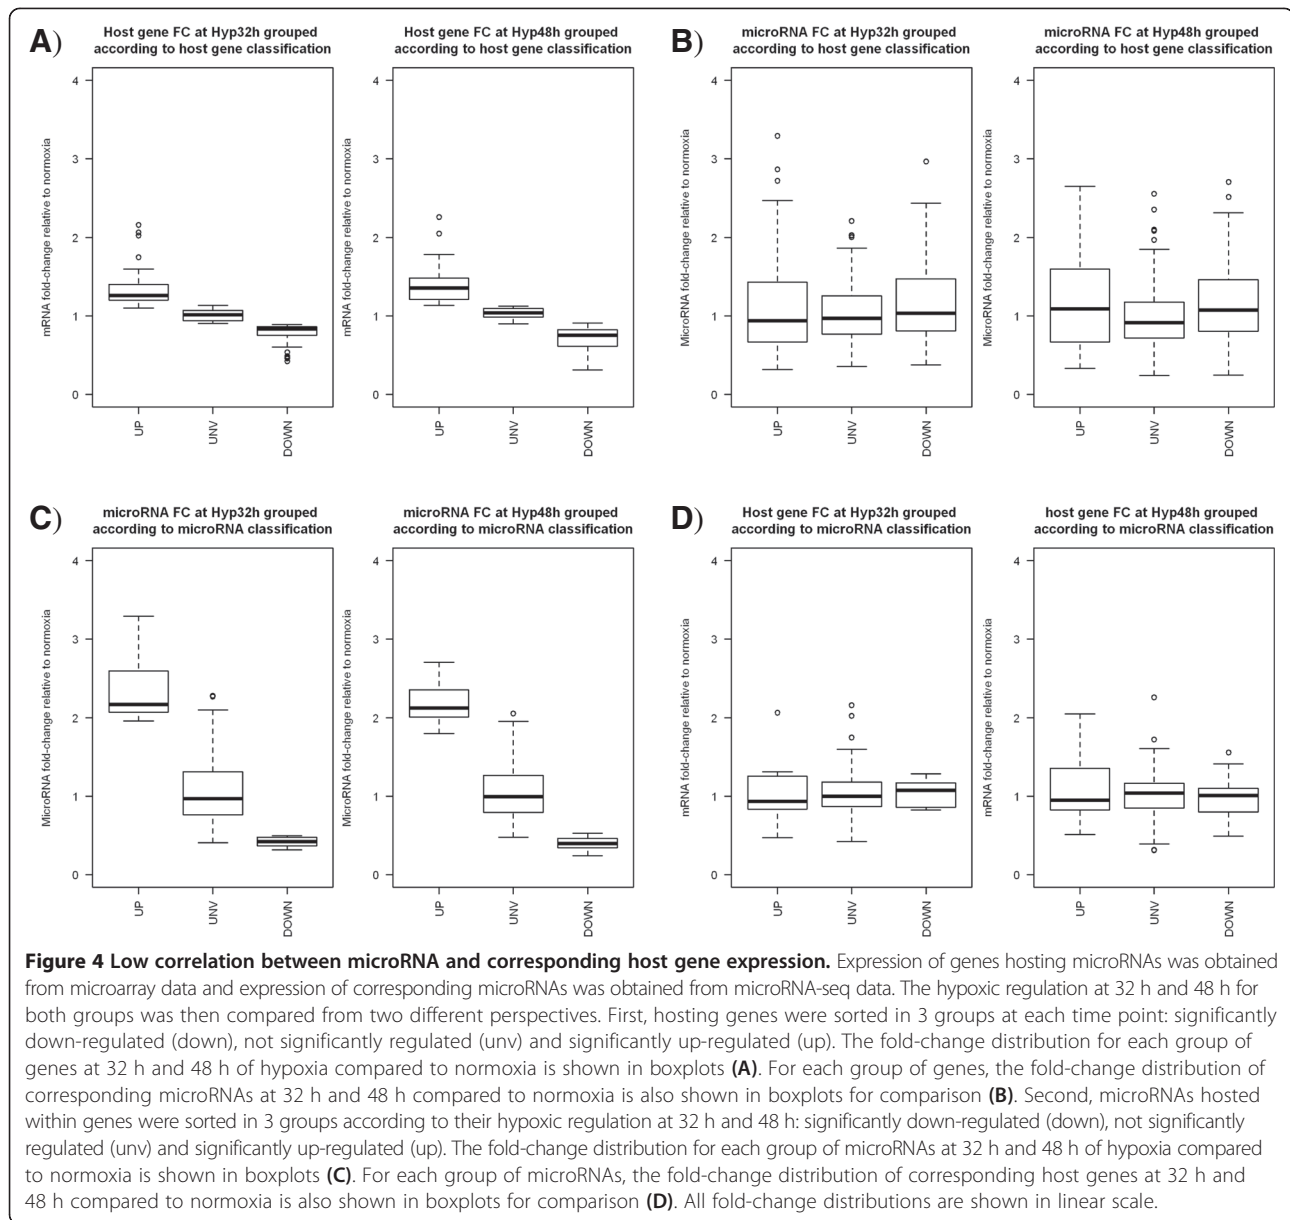 A)
Host gene FC at Hyp32h grouped
according to host gene classification
mRNA fold-change relative to normoxia
4
3
2
1
0
UP
UNV
DOWN
Host gene FC at Hyp48h grouped
according to host gene classification
mRNA fold-change relative to normoxia
4
3
2
1
0
UP
UNV
DOWN
B)
microRNA FC at Hyp32h grouped
according to host gene classification
MicroRNA fold-change relative to normoxia
4
3
2
1
0
UP
UNV
DOWN
microRNA FC at Hyp48h grouped
according to host gene classification
MicroRNA fold-change relative to normoxia
4
3
2
1
0
UP
UNV
DOWN
C)
microRNA FC at Hyp32h grouped
according to microRNA classification
MicroRNA fold-change relative to normoxia
4
3
2
1
0
UP
UNV
DOWN
microRNA FC at Hyp48h grouped
according to microRNA classification
MicroRNA fold-change relative to normoxia
4
3
2
1
0
UP
UNV
DOWN
D)
Host gene FC at Hyp32h grouped
according to microRNA classification
mRNA fold-change relative to normoxia
4
3
2
1
0
UP
UNV
DOWN
host gene FC at Hyp48h grouped
according to microRNA classification
mRNA fold-change relative to normoxia
4
3
2
1
0
UP
UNV
DOWN
Figure 4 Low correlation between microRNA and corresponding host gene expression. Expression of genes hosting microRNAs was obtained
from microarray data and expression of corresponding microRNAs was obtained from microRNA-seq data. The hypoxic regulation at 32 h and 48 h for
both groups was then compared from two different perspectives. First, hosting genes were sorted in 3 groups at each time point: significantly
down-regulated (down), not significantly regulated (unv) and significantly up-regulated (up). The fold-change distribution for each group of
genes at 32 h and 48 h of hypoxia compared to normoxia is shown in boxplots (A). For each group of genes, the fold-change distribution of
corresponding microRNAs at 32 h and 48 h compared to normoxia is also shown in boxplots for comparison (B). Second, microRNAs hosted
within genes were sorted in 3 groups according to their hypoxic regulation at 32 h and 48 h: significantly down-regulated (down), not significantly
regulated (unv) and significantly up-regulated (up). The fold-change distribution for each group of microRNAs at 32 h and 48 h of hypoxia compared
to normoxia is shown in boxplots (C). For each group of microRNAs, the fold-change distribution of corresponding host genes at 32 h and
48 h compared to normoxia is also shown in boxplots for comparison (D). All fold-change distributions are shown in linear scale.